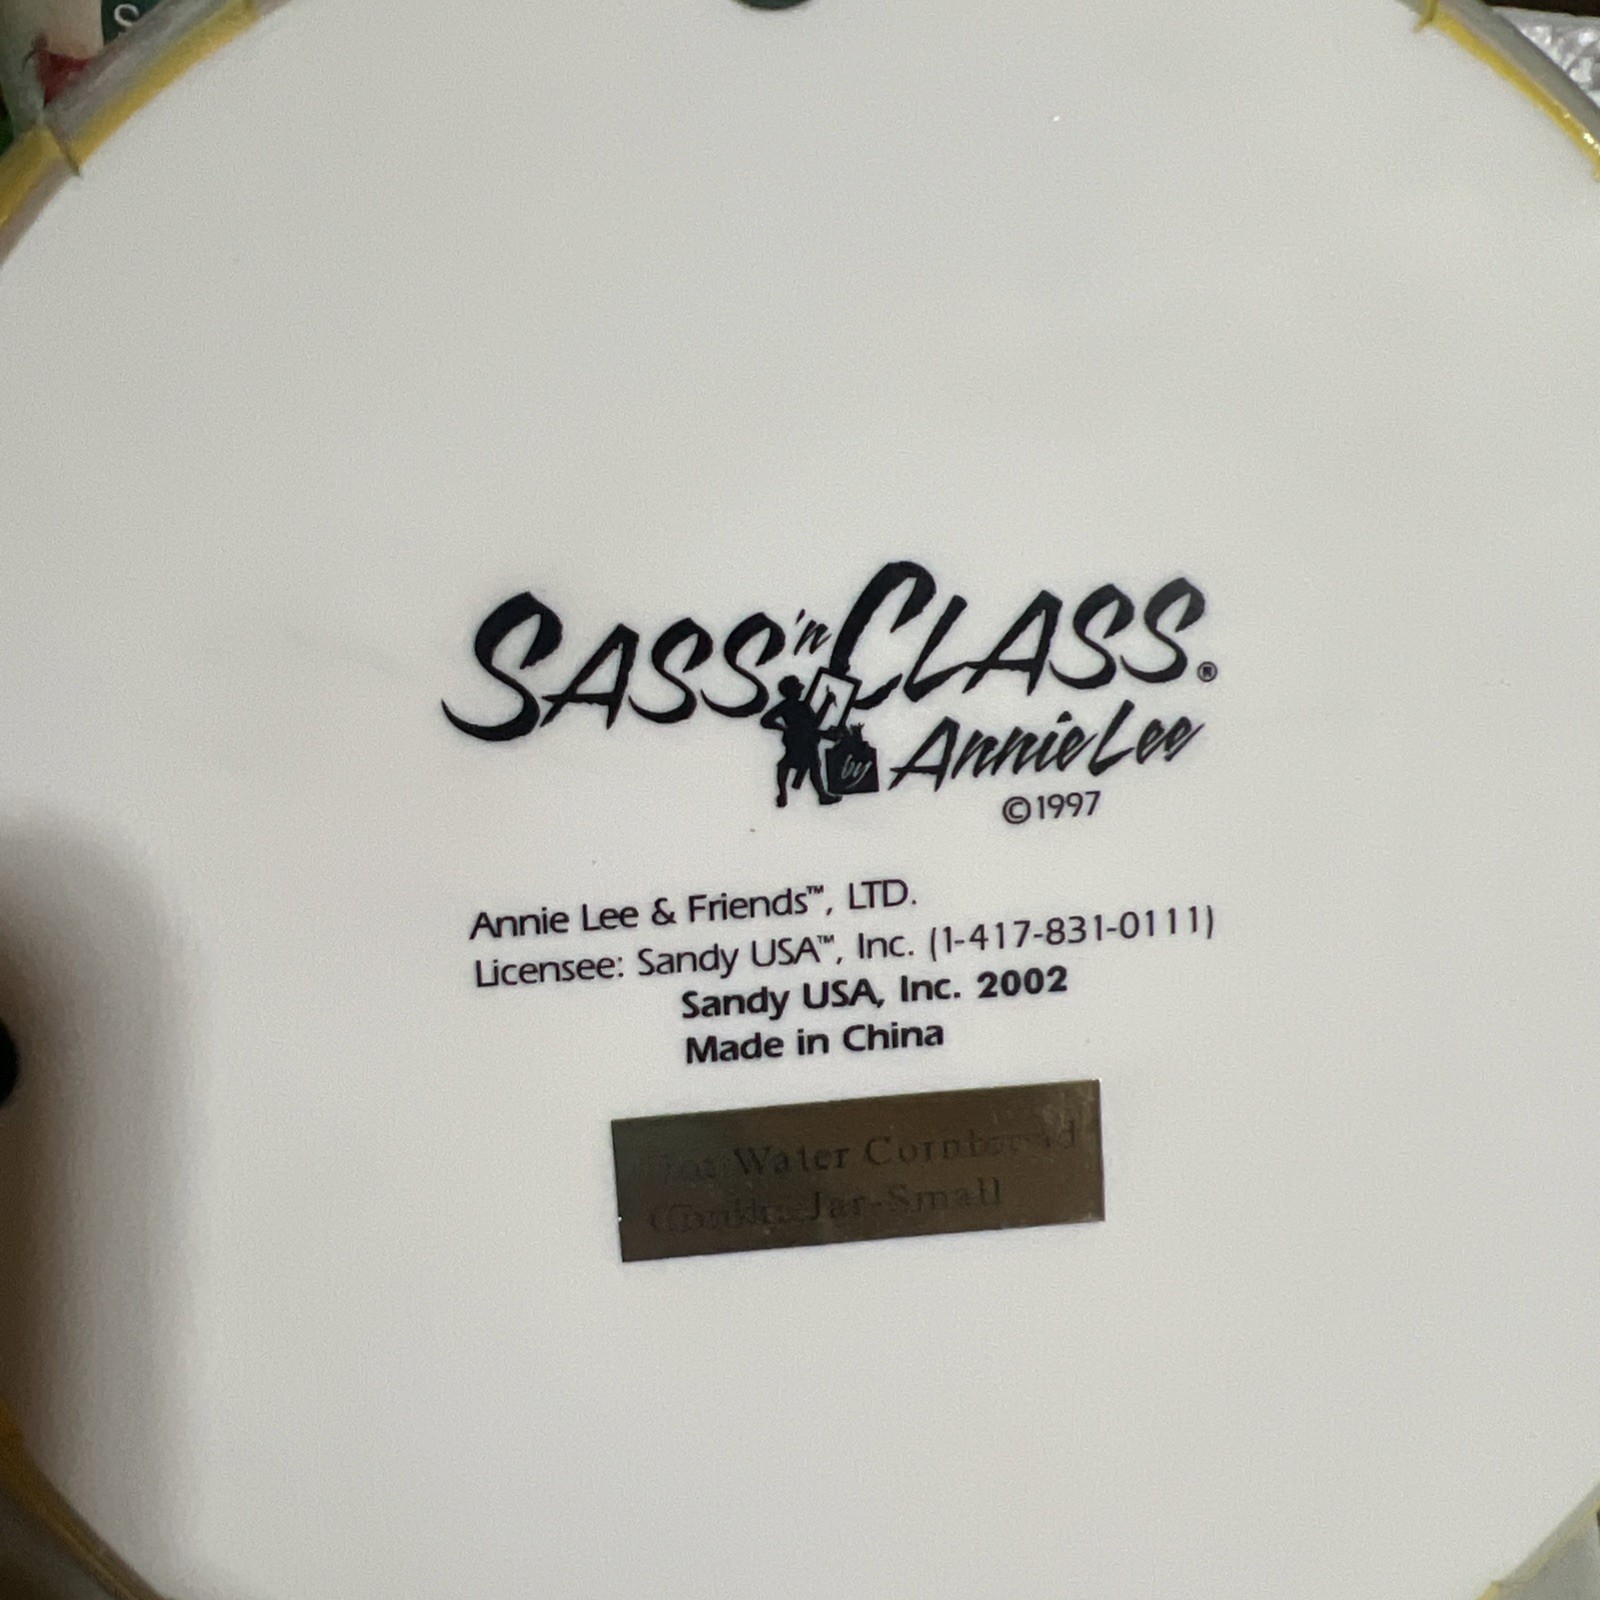 SASS 'n CLASS®
by Annie Lee
©1997
Annie Lee & Friends™, LTD.
Licensee: Sandy USA™, Inc. (1-417-831-0111)
Sandy USA, Inc. 2002
Made in China
Water Cornbread
Cookie Jar-Small